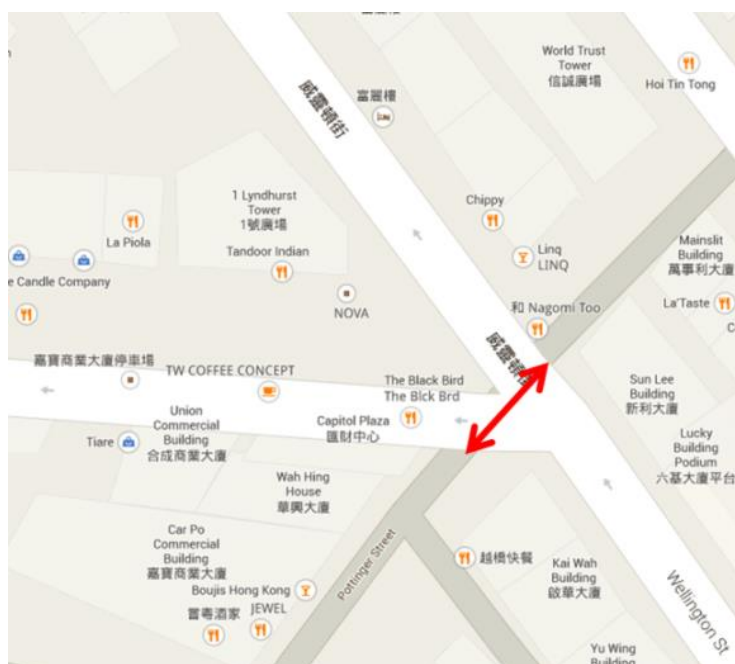 富麗樓
World Trust
Tower
信誠廣場
Hoi Tin Tong
威靈頓街
富麗樓
1 Lyndhurst
Tower
1號廣場
Chippy
La Piola
Tandoor Indian
Linq
LINQ
Mainslit
Building
萬事利大廈
e Candle Company
NOVA
和 Nagomi Too
La'Taste
C
威靈頓街
嘉寶商業大廈停車場
TW COFFEE CONCEPT
The Black Bird
The Blck Brd
Sun Lee
Building
新利大廈
Union
Commercial
Building
合成商業大廈
Capitol Plaza
匯財中心
Tiare
Lucky
Building
Podium
六基大廈平台
Wah Hing
House
華興大廈
Car Po
Commercial
Building
嘉寶商業大廈
Pottinger Street
越橋快餐
Kai Wah
Building
啟華大廈
Boujis Hong Kong
JEWEL
Wellington St
Yu Wing
Building